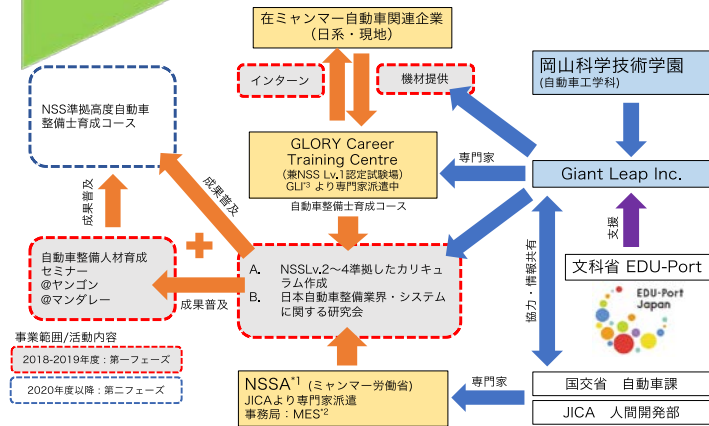 在ミャンマー自動車関連企業
（日系・現地）
インターン
機材提供
岡山科学技術学園
(自動車工学科)
NSS準拠高度自動車
整備士育成コース
GLORY Career
Training Centre
（兼NSS Lv.1認定試験場）
GLI*3 より専門家派遣中
専門家
Giant Leap Inc.
自動車整備士育成コース
成果普及
成果普及
支援
自動車整備人材育成
セミナー
@ヤンゴン
@マンダレー
成果普及
A. NSSLv.2〜4準拠したカリキュ
ラム作成
B. 日本自動車整備業界・システム
に関する研究会
協力・情報共有
文科省 EDU-Port
EDU-Port
Japan
事業範囲/活動内容
2018-2019年度：第一フェーズ
2020年度以降：第二フェーズ
NSSA*1（ミャンマー労働省）
JICAより専門家派遣
事務局：MES*2
専門家
国交省　自動車課
JICA　人間開発部